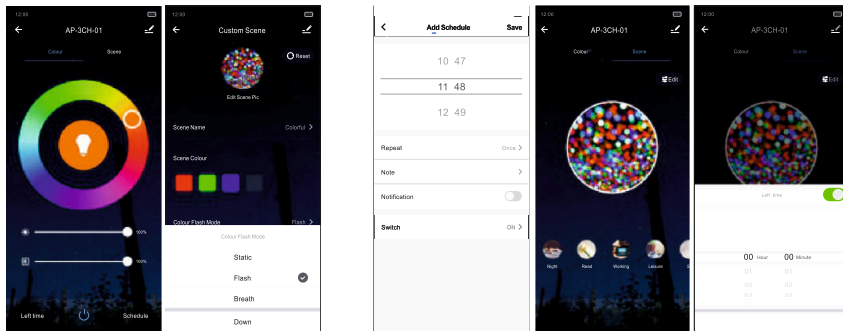 12:00
AP-3CH-01
Colour
Scene
100%
100%
Left time
Schedule
12:00
Custom Scene
Reset
Edit Scene Pic
Scene Name
Colorful
Scene Colour
Colour Flash Mode
Flash
Colour Flash Mode
Static
Flash
Breath
Down
Add Schedule
Save
10 47
11 48
12 49
Repeat
Once
Note
Notification
Switch
ON
12:00
AP-3CH-01
Colour
Scene
Edit
Night
Read
Working
Leisure
S
12:00
AP-3CH-01
Colour
Scene
Edit
Left time
00 Hour 00 Minute
01 01
02 02
03 03